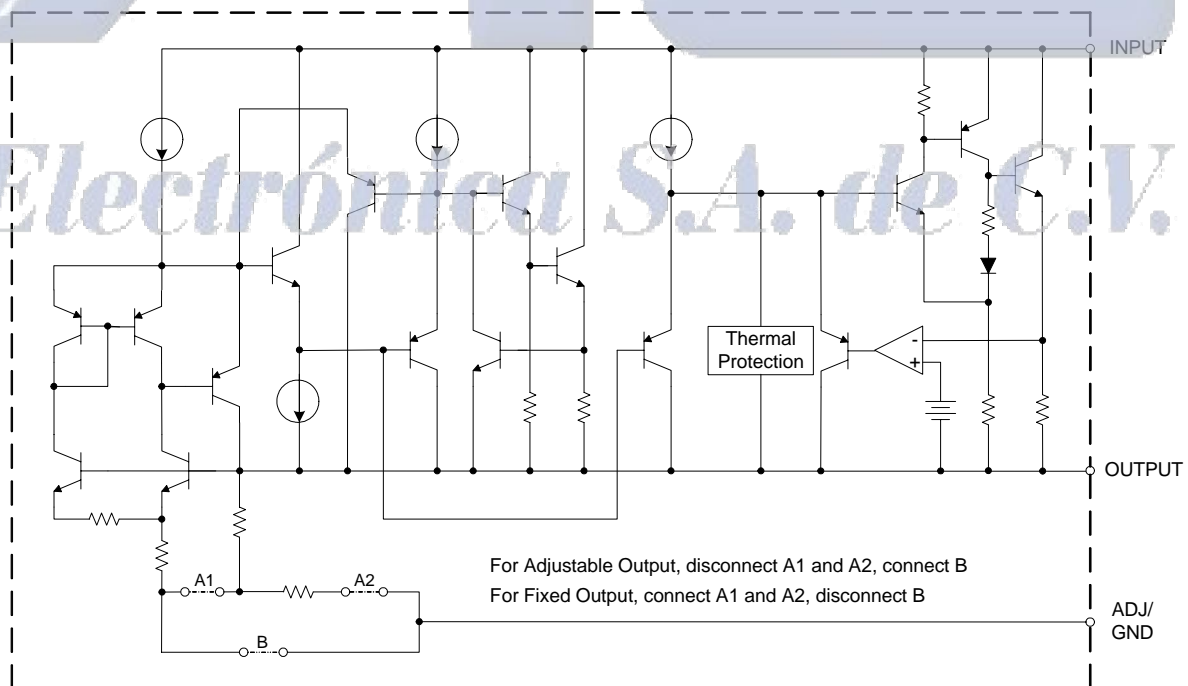 INPUT
Electrónica S.A. de C.V.
Thermal
Protection
-
+
OUTPUT
A1
A2
B
For Adjustable Output, disconnect A1 and A2, connect B
For Fixed Output, connect A1 and A2, disconnect B
ADJ/
GND